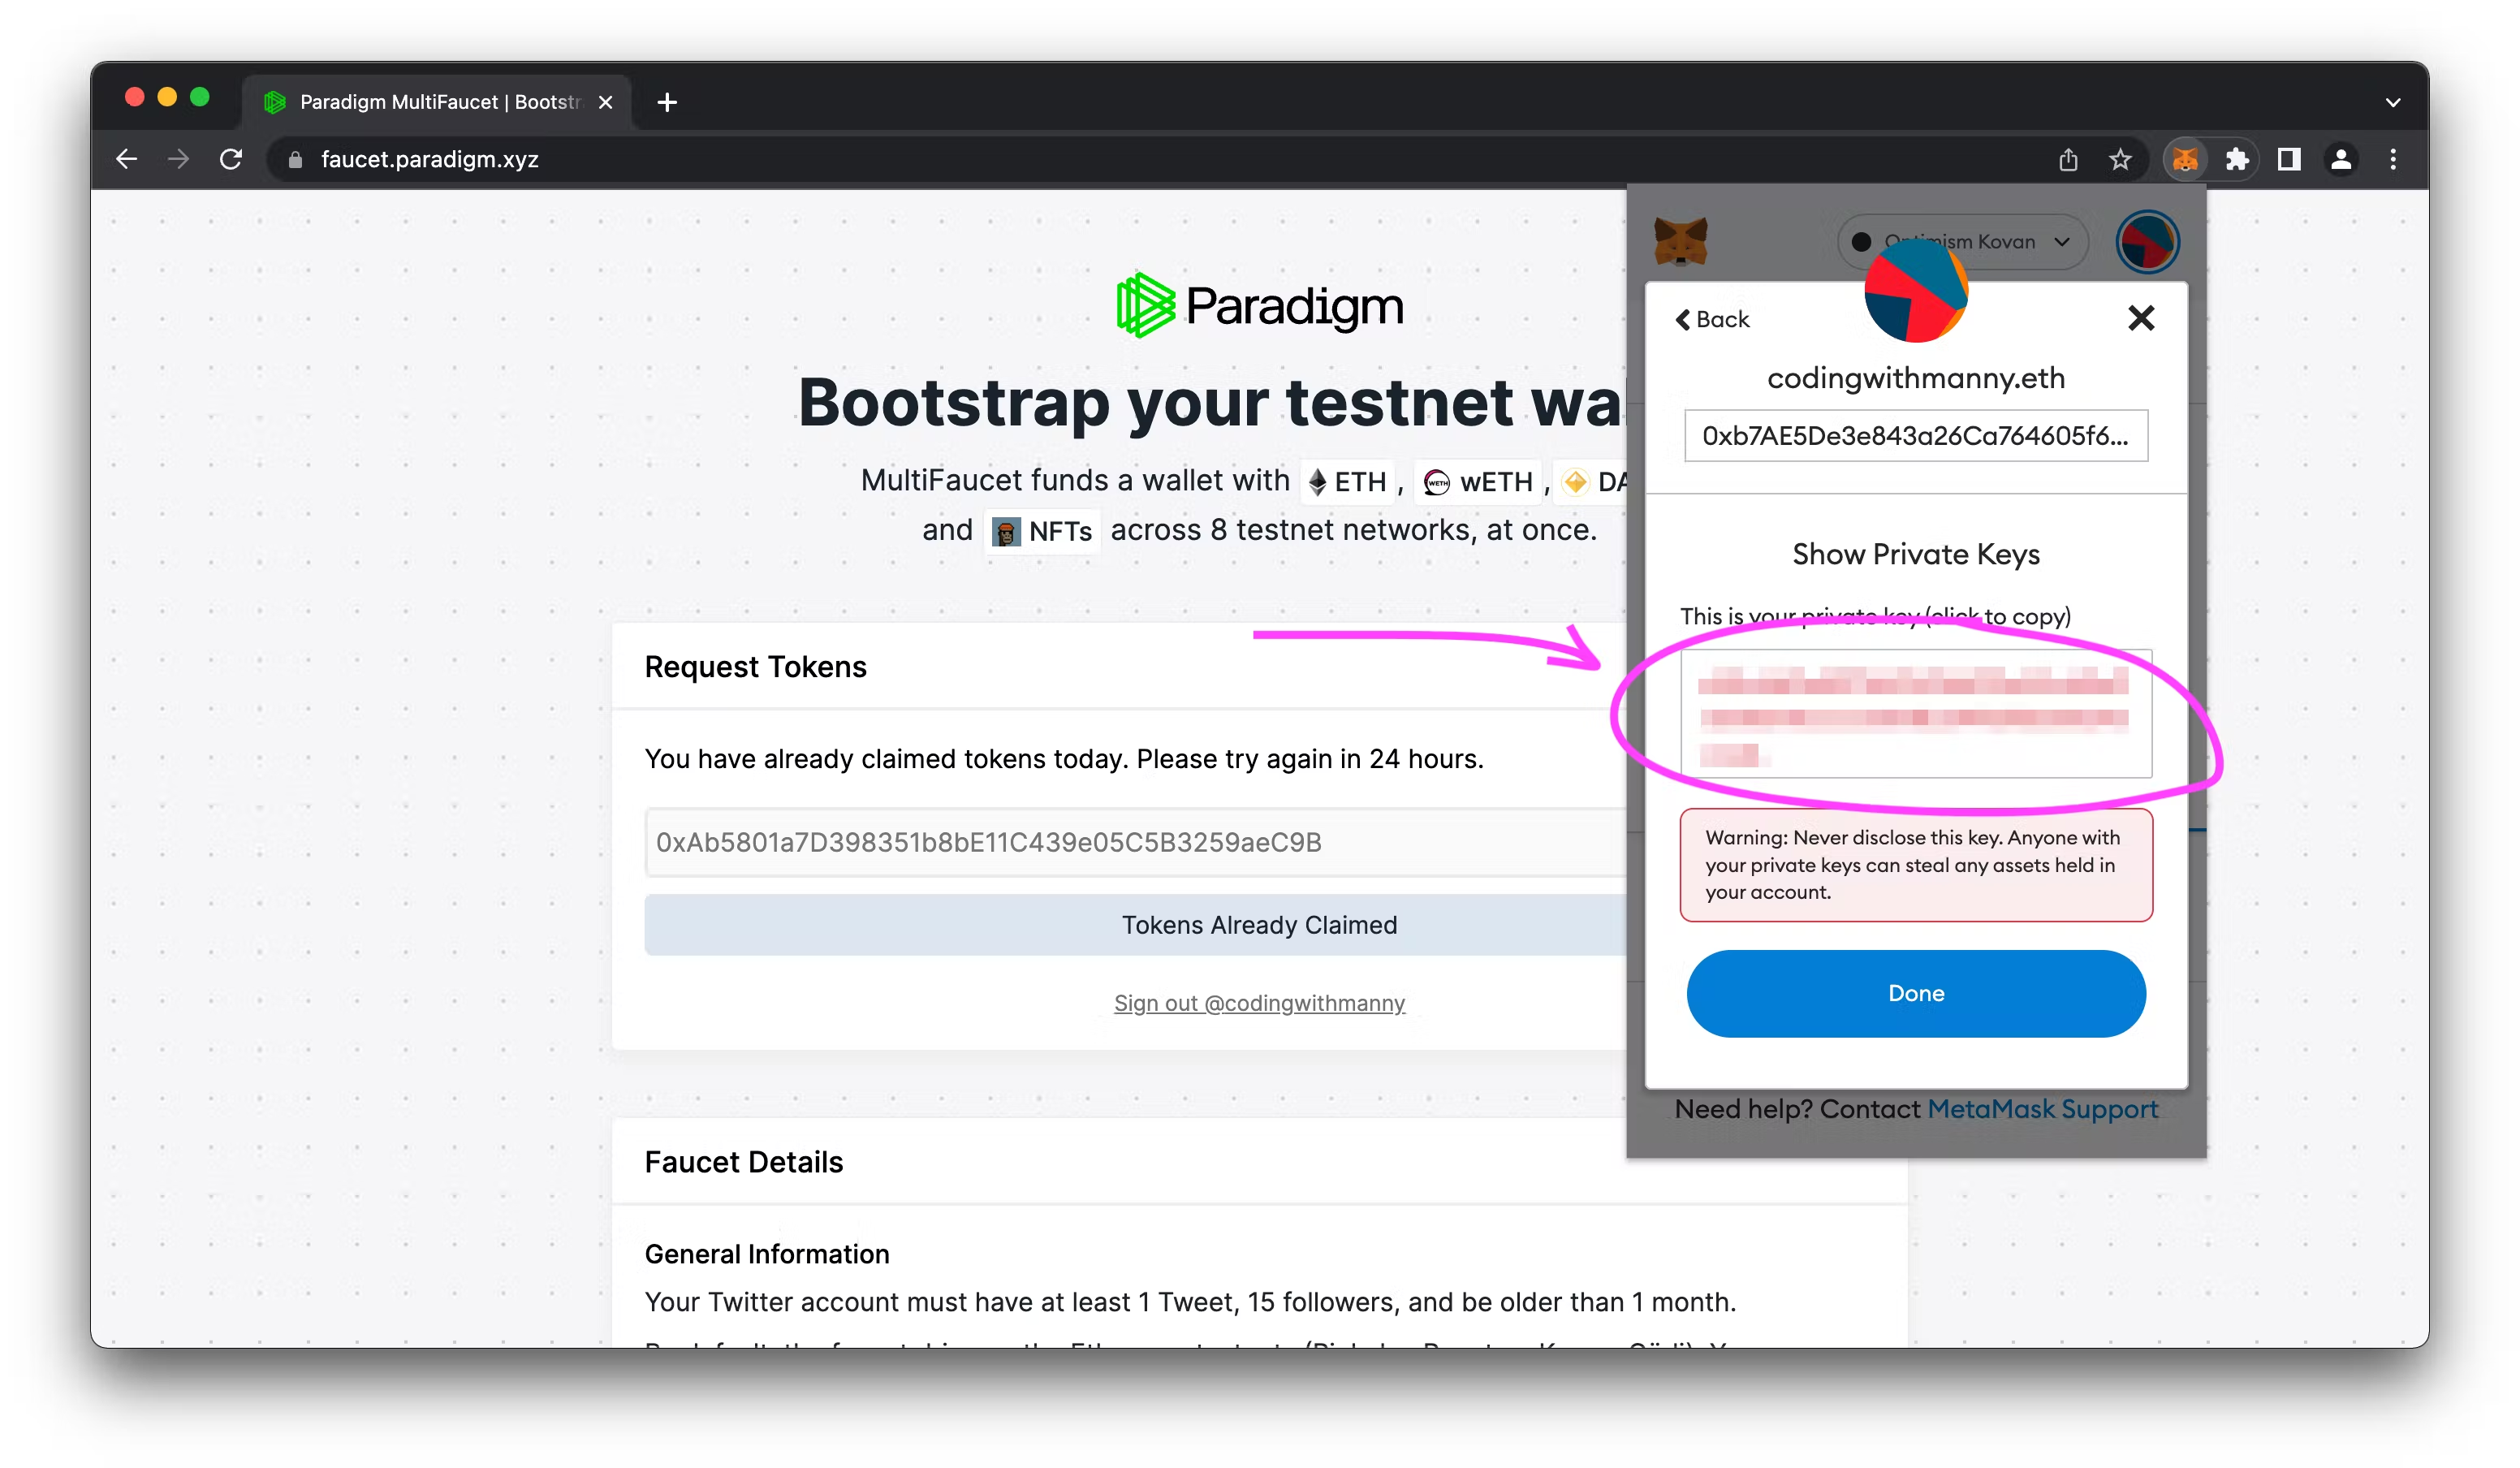 Paradigm MultiFaucet | Bootstr
faucet.paradigm.xyz
Paradigm
Bootstrap your testnet wa
MultiFaucet funds a wallet with ETH, wETH, DA
and NFTs across 8 testnet networks, at once.
Request Tokens
You have already claimed tokens today. Please try again in 24 hours.
0xAb5801a7D398351b8bE11C439e05C5B3259aeC9B
Tokens Already Claimed
Sign out @codingwithmanny
Faucet Details
General Information
Your Twitter account must have at least 1 Tweet, 15 followers, and be older than 1 month.
Optimism Kovan
Back
codingwithmanny.eth
0xb7AE5De3e843a26Ca764605f6...
Show Private Keys
This is your private key (click to copy)
Warning: Never disclose this key. Anyone with
your private keys can steal any assets held in
your account.
Done
Need help? Contact MetaMask Support